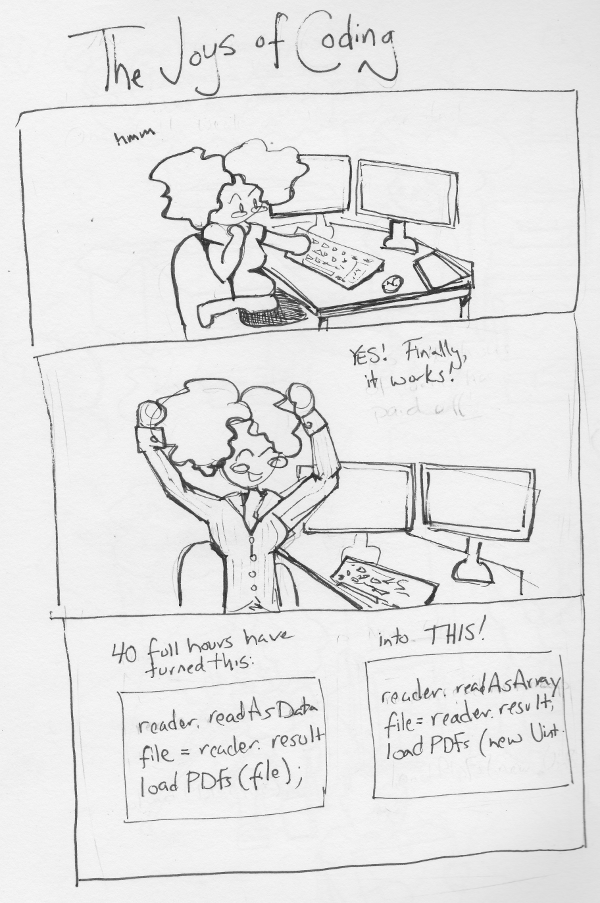 The Joys of Coding
hmm
YES! Finally,
it works!
40 full hours have
turned this:
reader. readAsData
file = reader. result
load PDFs (file);
into THIS!
reader. readAsArray
file = reader. result;
load PDFs (new Uint